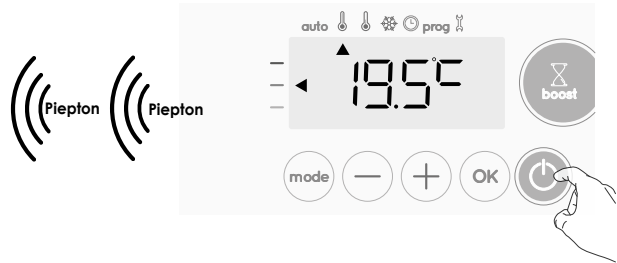 auto prog
Piepton Piepton
19.5°C
boost
mode − + OK